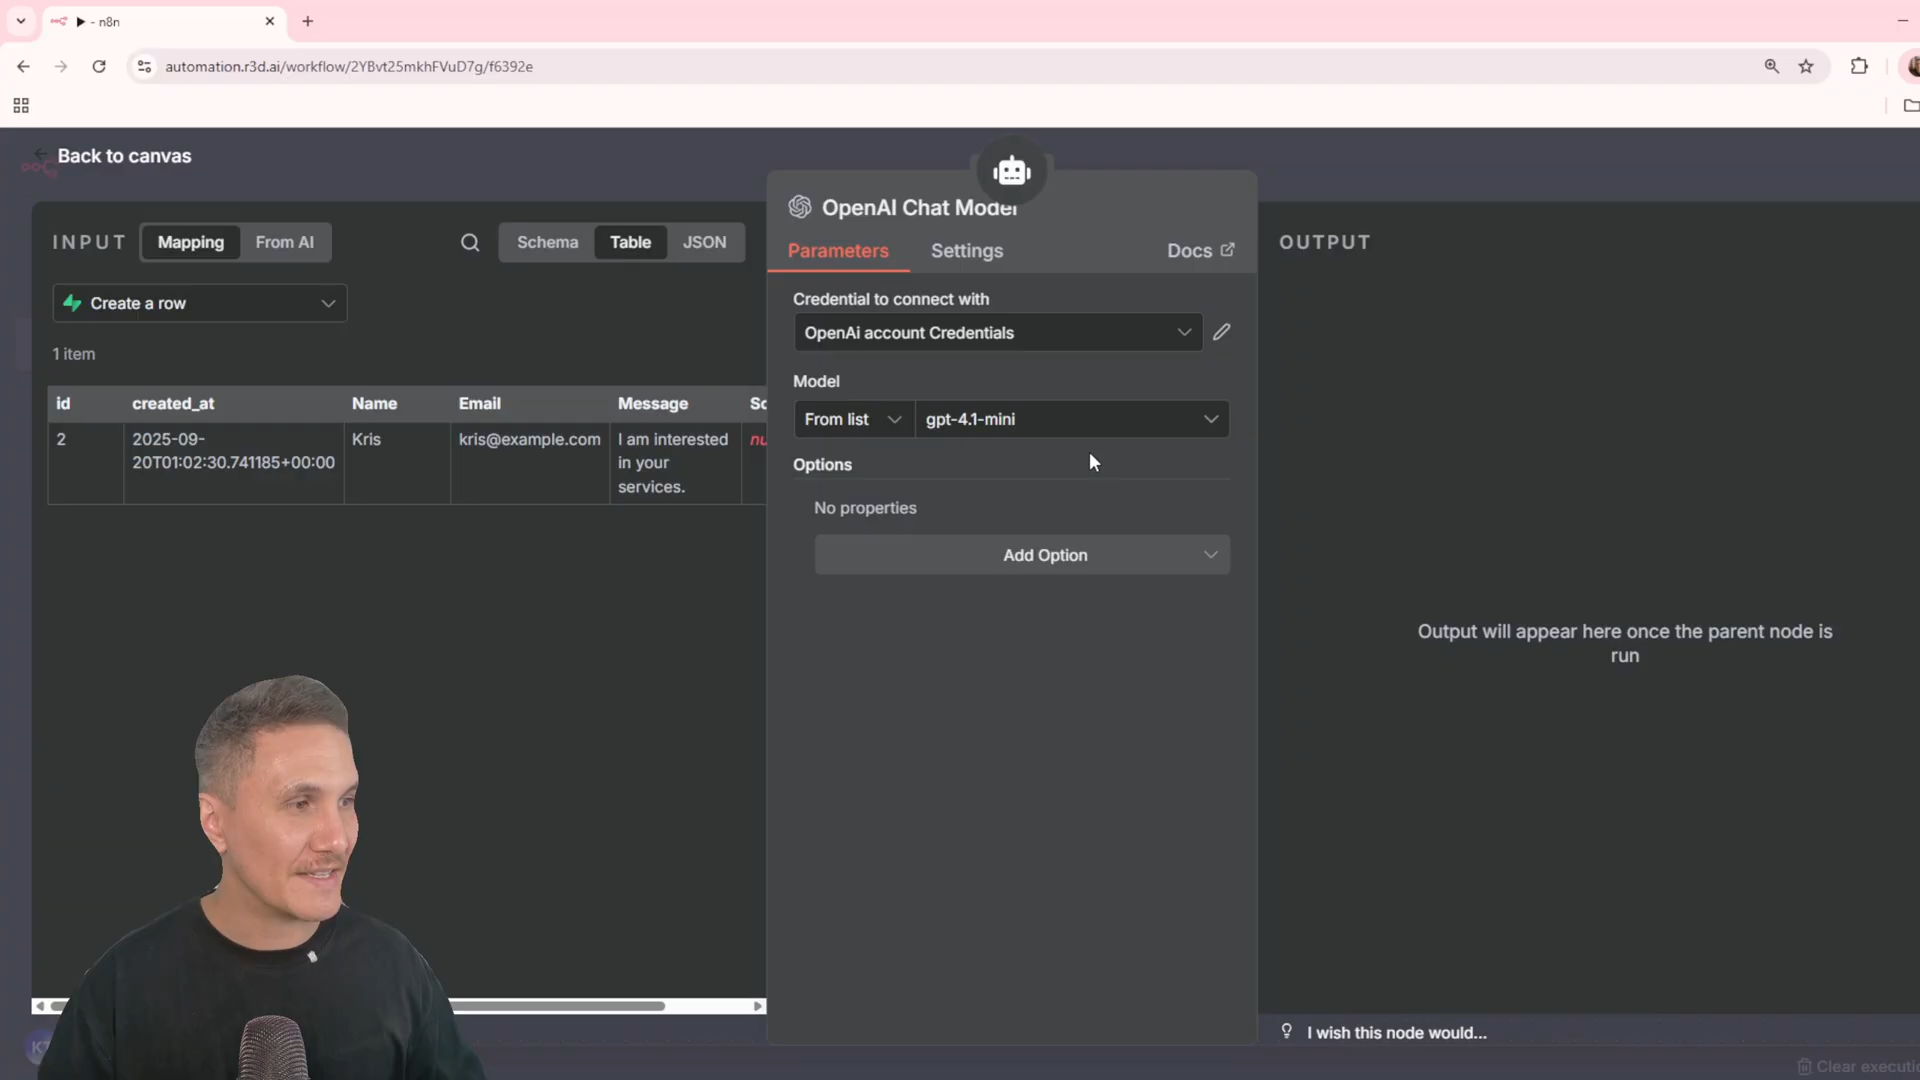 - n8n
automation.r3d.ai/workflow/2YBvt25mkhFVuD7g/f6392e
Back to canvas
INPUT
Mapping
From AI
Schema
Table
JSON
Create a row
1 item
id
created_at
Name
Email
Message
Sc
2
2025-09-
20T01:02:30.741185+00:00
Kris
kris@example.com
I am interested
in your
services.
nu
OpenAI Chat Model
Parameters
Settings
Docs
Credential to connect with
OpenAi account Credentials
Model
From list
gpt-4.1-mini
Options
No properties
Add Option
OUTPUT
Output will appear here once the parent node is
run
I wish this node would...
Clear executio